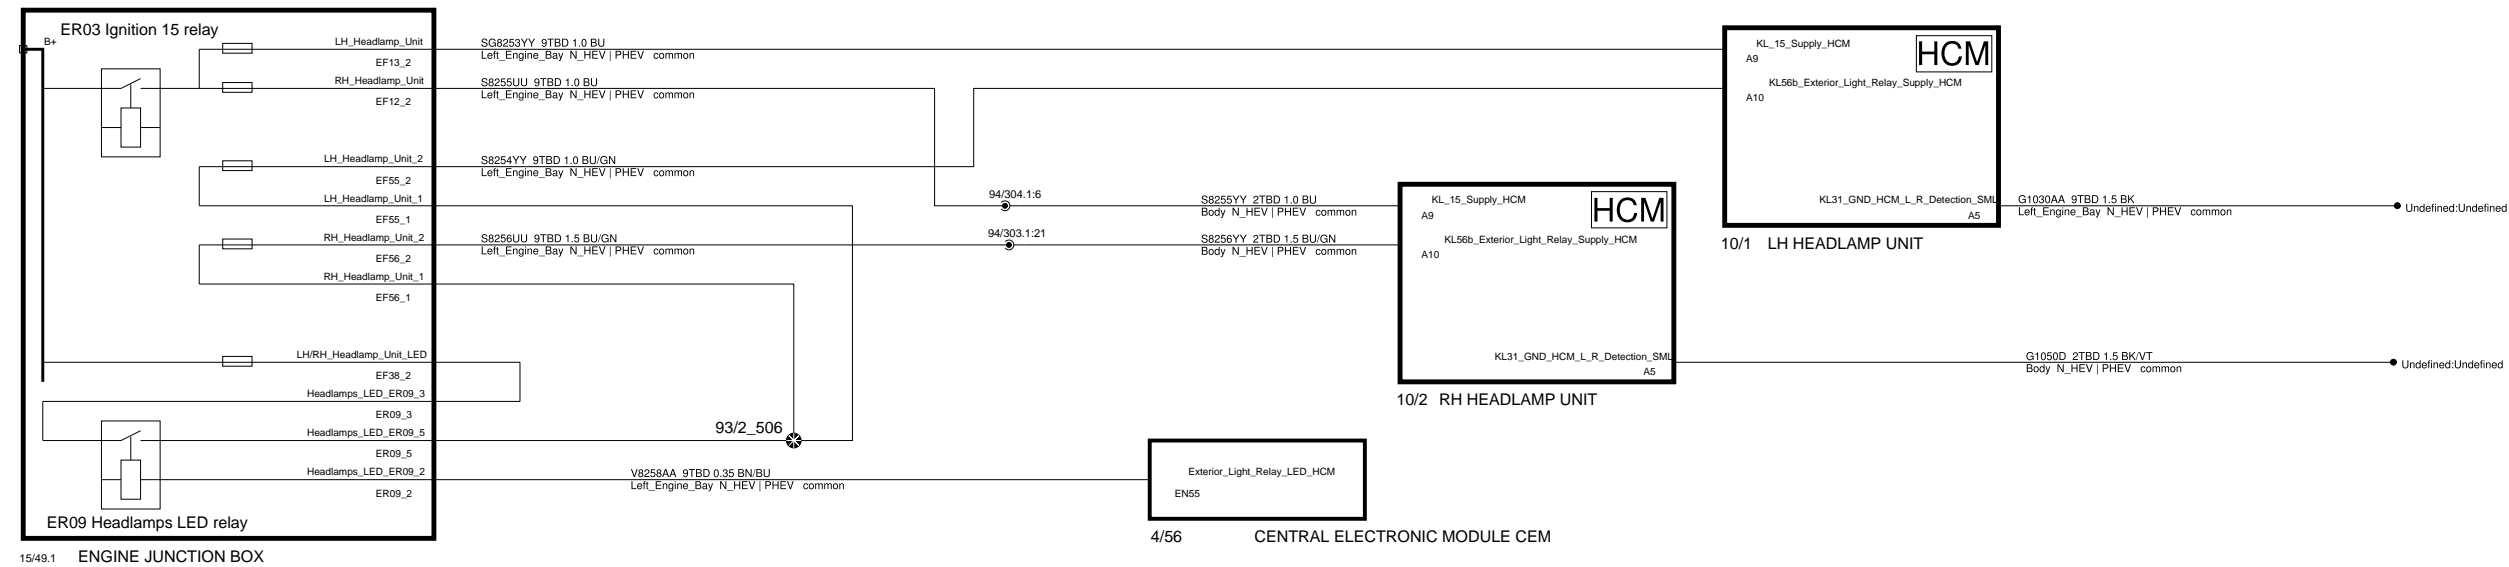 ER03 Ignition 15 relay
B+
LH_Headlamp_Unit
EF13_2
RH_Headlamp_Unit
EF12_2
LH_Headlamp_Unit_2
EF55_2
LH_Headlamp_Unit_1
EF55_1
RH_Headlamp_Unit_2
EF56_2
RH_Headlamp_Unit_1
EF56_1
LH/RH_Headlamp_Unit_LED
EF38_2
Headlamps_LED_ER09_3
ER09_3
Headlamps_LED_ER09_5
ER09_5
Headlamps_LED_ER09_2
ER09_2
ER09 Headlamps LED relay
15/49.1 ENGINE JUNCTION BOX
SG8253YY 9TBD 1.0 BU
Left_Engine_Bay N_HEV | PHEV common
S8255UU 9TBD 1.0 BU
Left_Engine_Bay N_HEV | PHEV common
S8254YY 9TBD 1.0 BU/GN
Left_Engine_Bay N_HEV | PHEV common
S8256UU 9TBD 1.5 BU/GN
Left_Engine_Bay N_HEV | PHEV common
93/2_506
V8258AA 9TBD 0.35 BN/BU
Left_Engine_Bay N_HEV | PHEV common
94/304.1:6
94/303.1:21
S8255YY 2TBD 1.0 BU
Body N_HEV | PHEV common
S8256YY 2TBD 1.5 BU/GN
Body N_HEV | PHEV common
Exterior_Light_Relay_LED_HCM
EN55
4/56 CENTRAL ELECTRONIC MODULE CEM
KL_15_Supply_HCM
A9
HCM
KL56b_Exterior_Light_Relay_Supply_HCM
A10
KL31_GND_HCM_L_R_Detection_SML
A5
10/2 RH HEADLAMP UNIT
KL_15_Supply_HCM
A9
HCM
KL56b_Exterior_Light_Relay_Supply_HCM
A10
KL31_GND_HCM_L_R_Detection_SML
A5
10/1 LH HEADLAMP UNIT
G1030AA 9TBD 1.5 BK
Left_Engine_Bay N_HEV | PHEV common
Undefined:Undefined
G1050D 2TBD 1.5 BK/VT
Body N_HEV | PHEV common
Undefined:Undefined